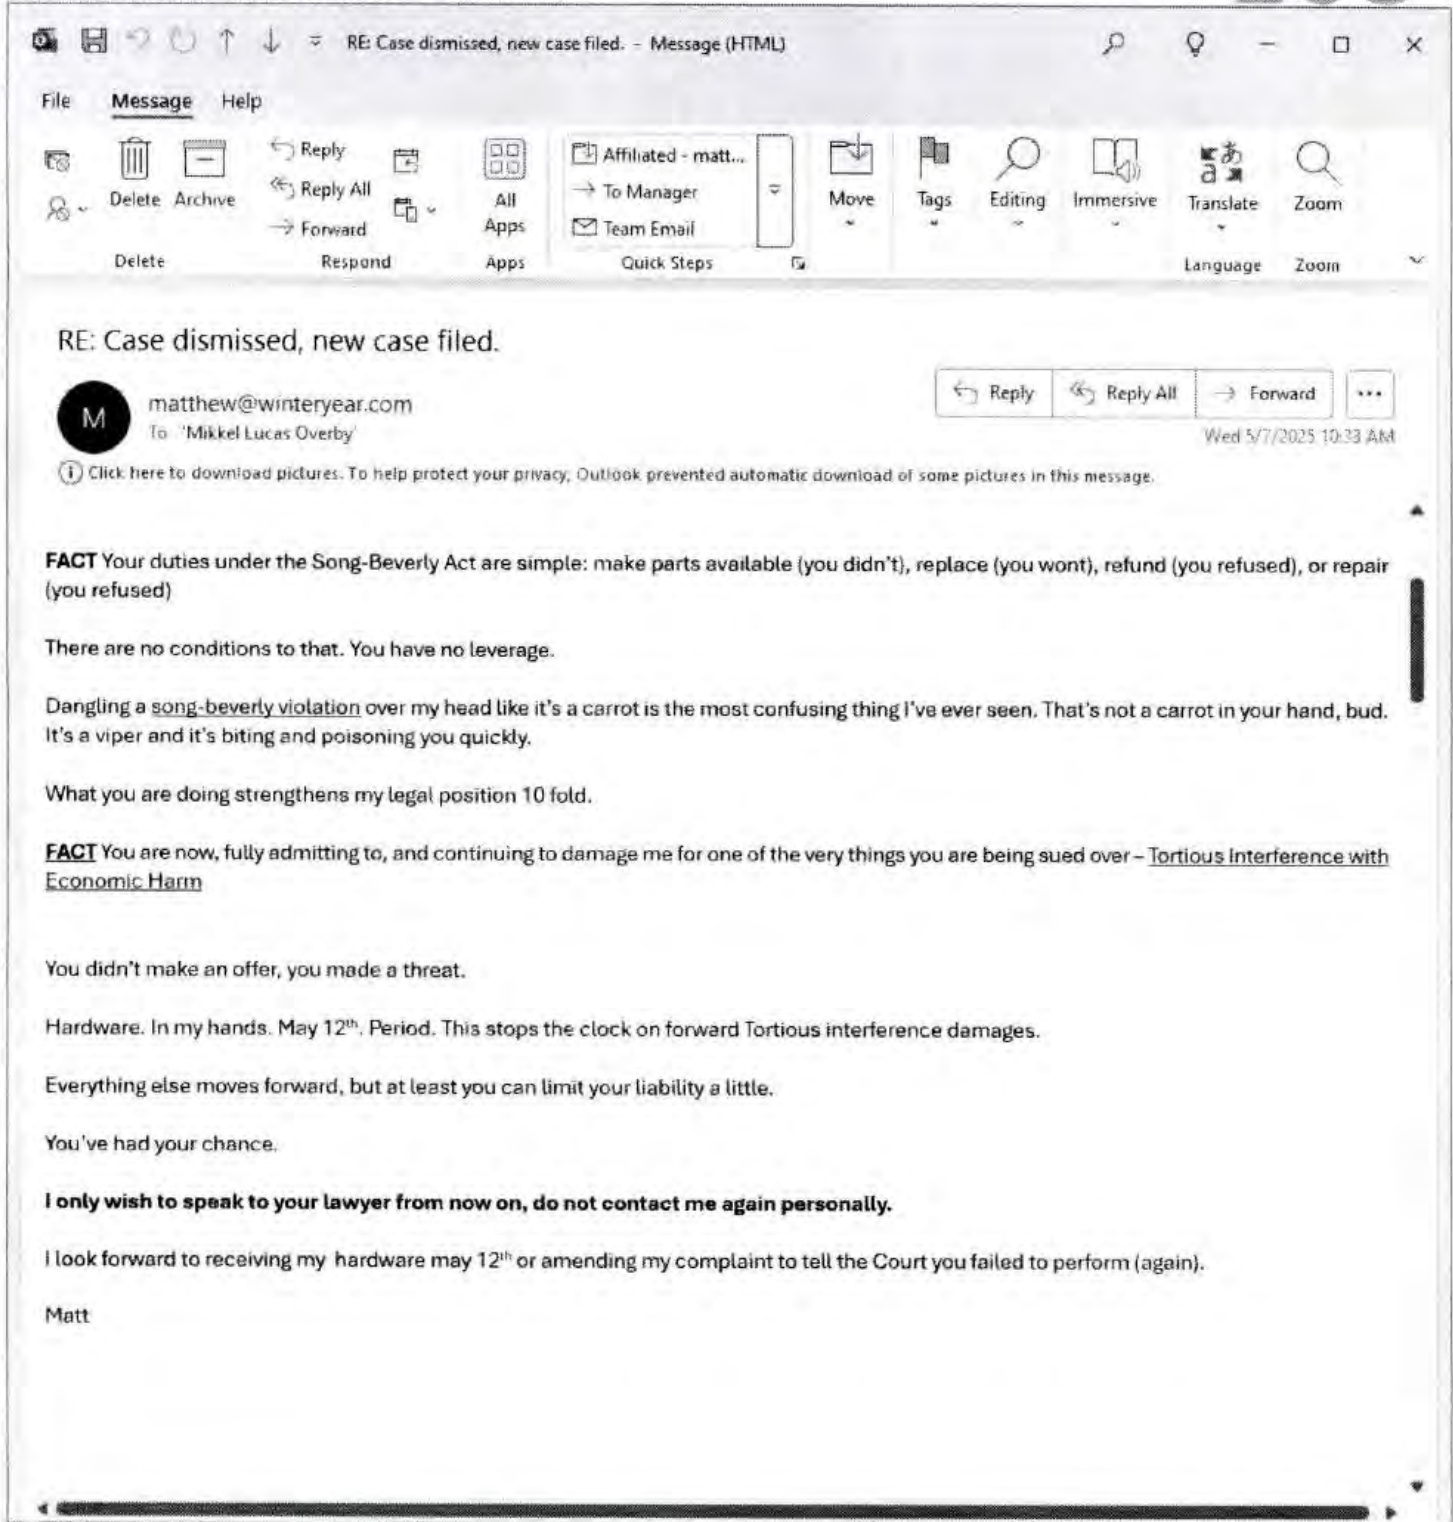 RE: Case dismissed, new case filed. - Message (HTML)
File Message Help
Delete Archive
Reply
Reply All
Forward
All
Apps
Affiliated - matt...
To Manager
Team Email
Move
Tags
Editing
Immersive
Translate
Zoom
Delete Respond Apps Quick Steps Language Zoom
RE: Case dismissed, new case filed.
M
matthew@winteryear.com
To 'Mikkel Lucas Overby'
Reply Reply All Forward ...
Wed 5/7/2025 10:33 AM
Click here to download pictures. To help protect your privacy, Outlook prevented automatic download of some pictures in this message.
FACT Your duties under the Song-Beverly Act are simple: make parts available (you didn't), replace (you wont), refund (you refused), or repair
(you refused)
There are no conditions to that. You have no leverage.
Dangling a song-beverly violation over my head like it's a carrot is the most confusing thing I've ever seen. That's not a carrot in your hand, bud.
It's a viper and it's biting and poisoning you quickly.
What you are doing strengthens my legal position 10 fold.
FACT You are now, fully admitting to, and continuing to damage me for one of the very things you are being sued over – Tortious Interference with
Economic Harm
You didn't make an offer, you made a threat.
Hardware. In my hands. May 12th. Period. This stops the clock on forward Tortious interference damages.
Everything else moves forward, but at least you can limit your liability a little.
You've had your chance.
I only wish to speak to your lawyer from now on, do not contact me again personally.
I look forward to receiving my hardware may 12th or amending my complaint to tell the Court you failed to perform (again).
Matt